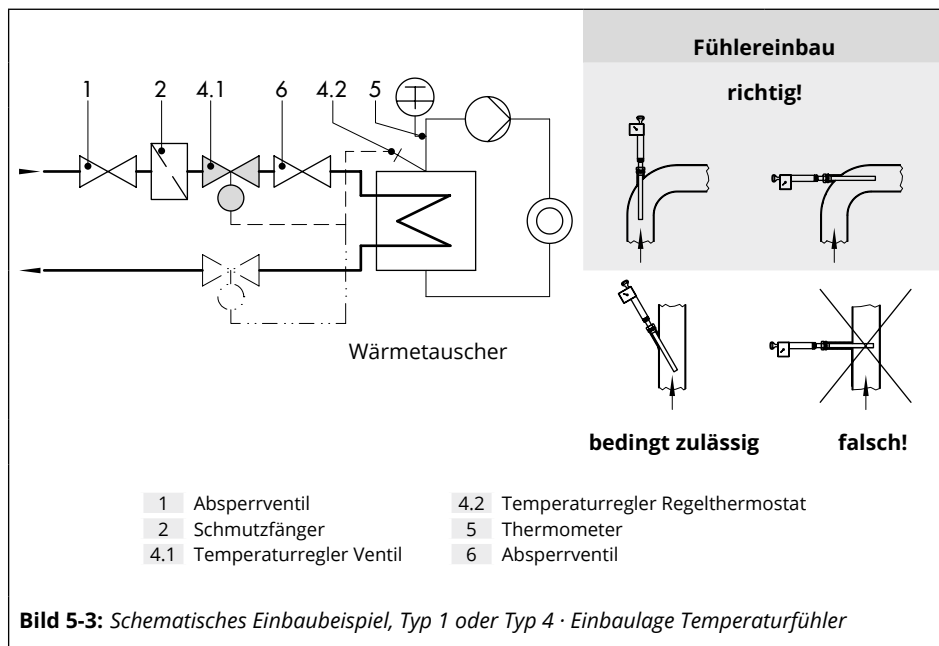 Fühlereinbau
richtig!
1 2 4.1 6 4.2 5
Wärmetauscher
bedingt zulässig falsch!
1 Absperrventil
2 Schmutzfänger
4.1 Temperaturregler Ventil
4.2 Temperaturregler Regelthermostat
5 Thermometer
6 Absperrventil
Bild 5-3: Schematisches Einbaubeispiel, Typ 1 oder Typ 4 · Einbaulage Temperaturfühler